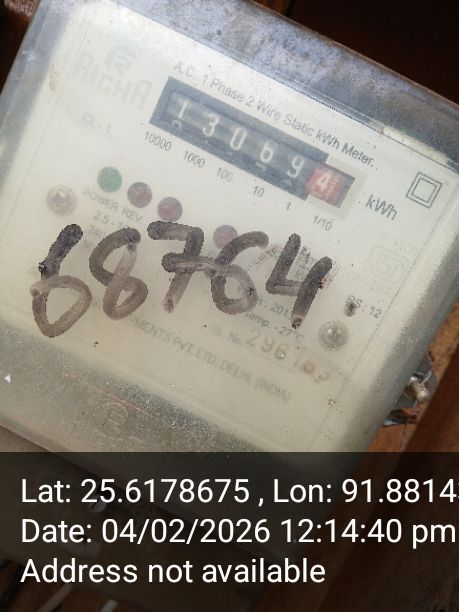 RICHA
A.C. 1 Phase 2 Wire Static kWh Meter
CL-1
13069 4
10000 1000 100 10 1 1/10
kWh
POWER REV
68764
SL No.
MENTS PVT. LTD. DELHI (INDIA)
Lat: 25.6178675 , Lon: 91.8814
Date: 04/02/2026 12:14:40 pm
Address not available